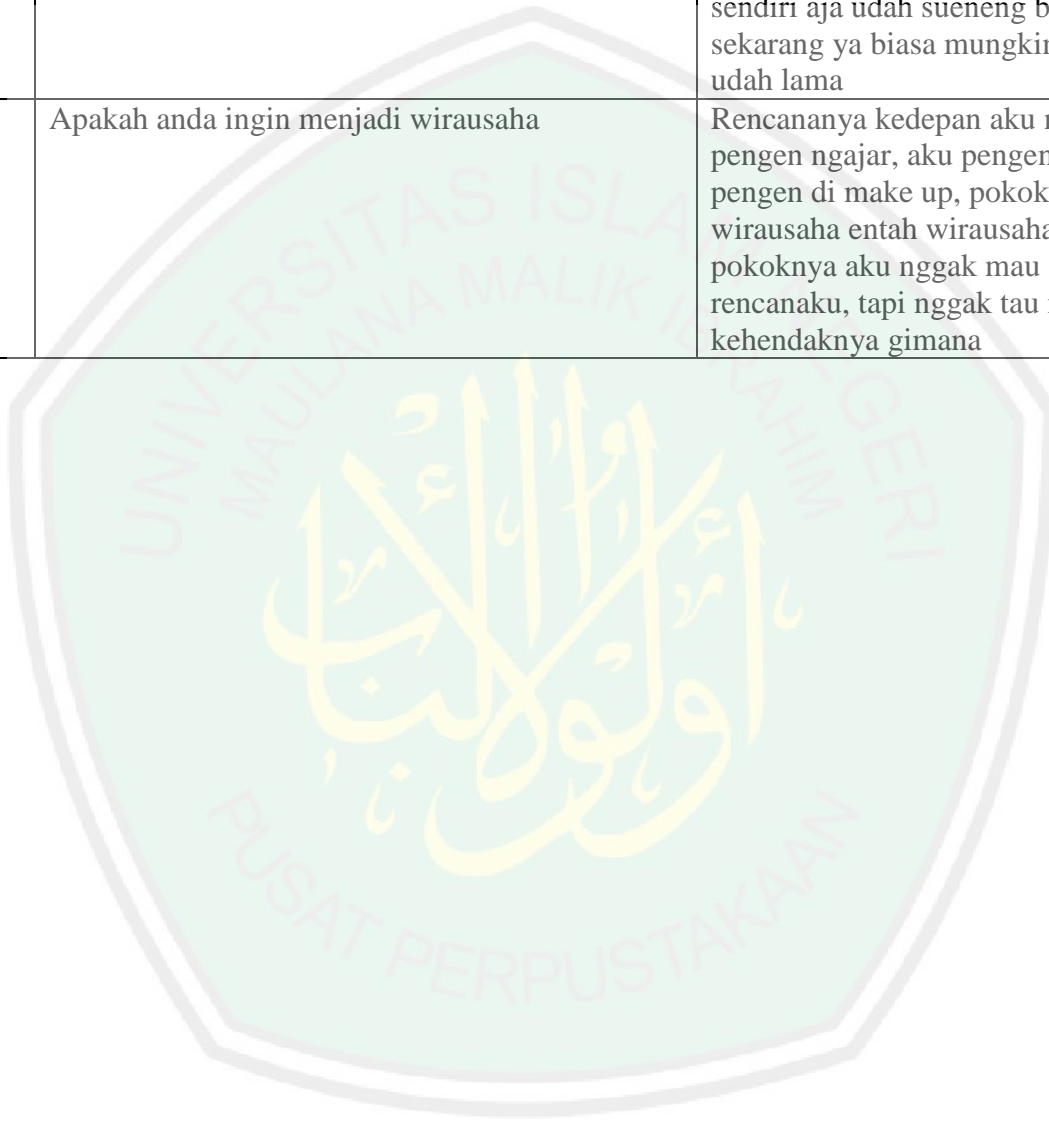 sendiri aja udah sueneng b
sekarang ya biasa mungkin
udah lama
Apakah anda ingin menjadi wirausaha
Rencananya kedepan aku
pengen ngajar, aku pengen
pengen di make up, pokok
wirausaha entah wirausaha
pokoknya aku nggak mau
rencanaku, tapi nggak tau
kehendaknya gimana
UNIVERSITAS ISLAM NEGERI
MAULANA MALIK IBRAHIM
أولوا الألباب
PUSAT PERPUSTAKAAN